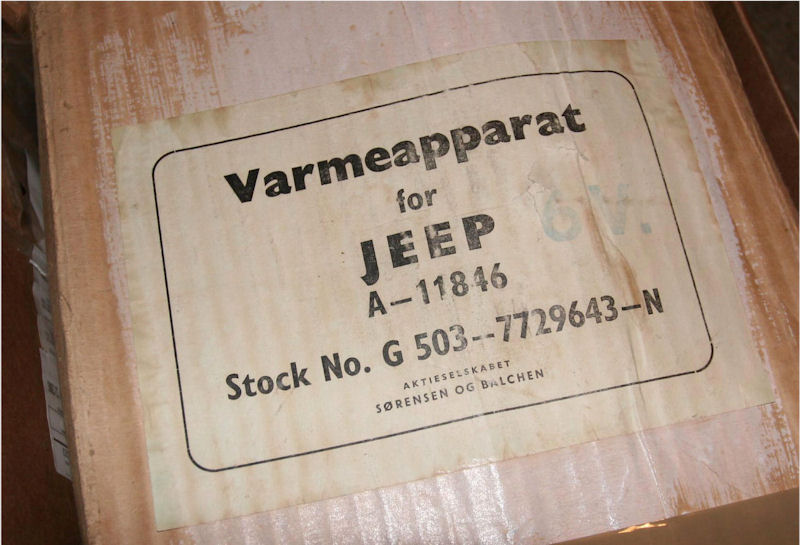 Varmeapparat
for
JEEP
6V.
A–11846
Stock No. G 503--7729643–N
AKTIESELSKABET
SØRENSEN OG BALCHEN